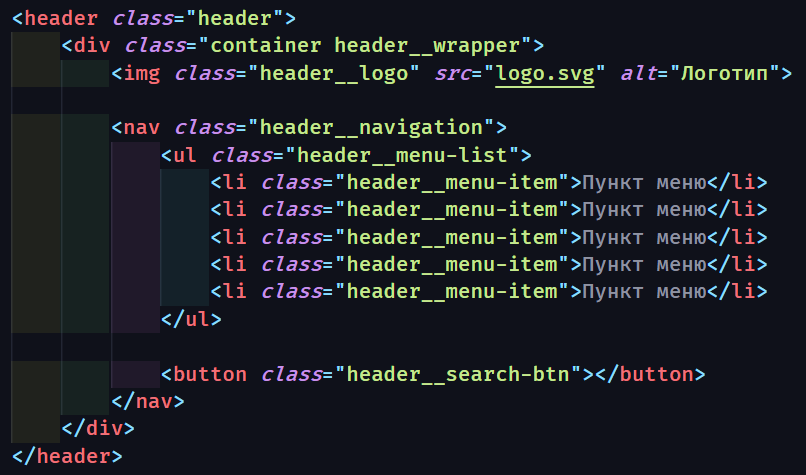 <header class="header">
<div class="container header__wrapper">
<img class="header__logo" src="logo.svg" alt="Логотип">
<nav class="header__navigation">
<ul class="header__menu-list">
<li class="header__menu-item">Пункт меню</li>
<li class="header__menu-item">Пункт меню</li>
<li class="header__menu-item">Пункт меню</li>
<li class="header__menu-item">Пункт меню</li>
<li class="header__menu-item">Пункт меню</li>
</ul>
<button class="header__search-btn"></button>
</nav>
</div>
</header>